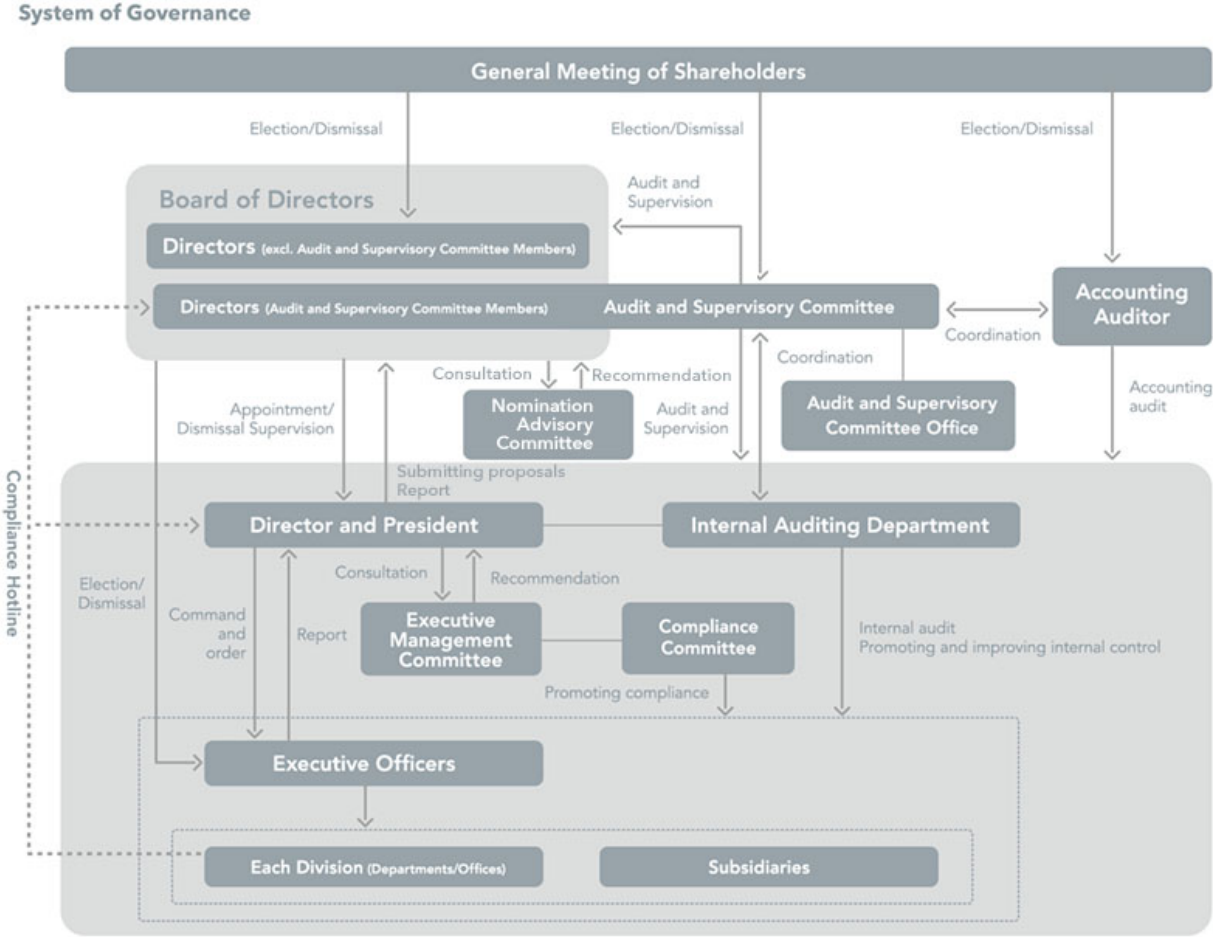 System of Governance
General Meeting of Shareholders
Election/Dismissal
Election/Dismissal
Election/Dismissal
Board of Directors
Audit and
Supervision
Directors (excl. Audit and Supervisory Committee Members)
Directors (Audit and Supervisory Committee Members)
Audit and Supervisory Committee
Accounting
Auditor
Coordination
Coordination
Consultation
Recommendation
Appointment/
Dismissal Supervision
Nomination
Advisory
Committee
Audit and
Supervision
Audit and Supervisory
Committee Office
Accounting
audit
Submitting proposals
Report
Compliance Hotline
Director and President
Internal Auditing Department
Election/
Dismissal
Command
and
order
Report
Consultation
Recommendation
Executive
Management
Committee
Compliance
Committee
Internal audit
Promoting and improving internal control
Promoting compliance
Executive Officers
Each Division (Departments/Offices)
Subsidiaries